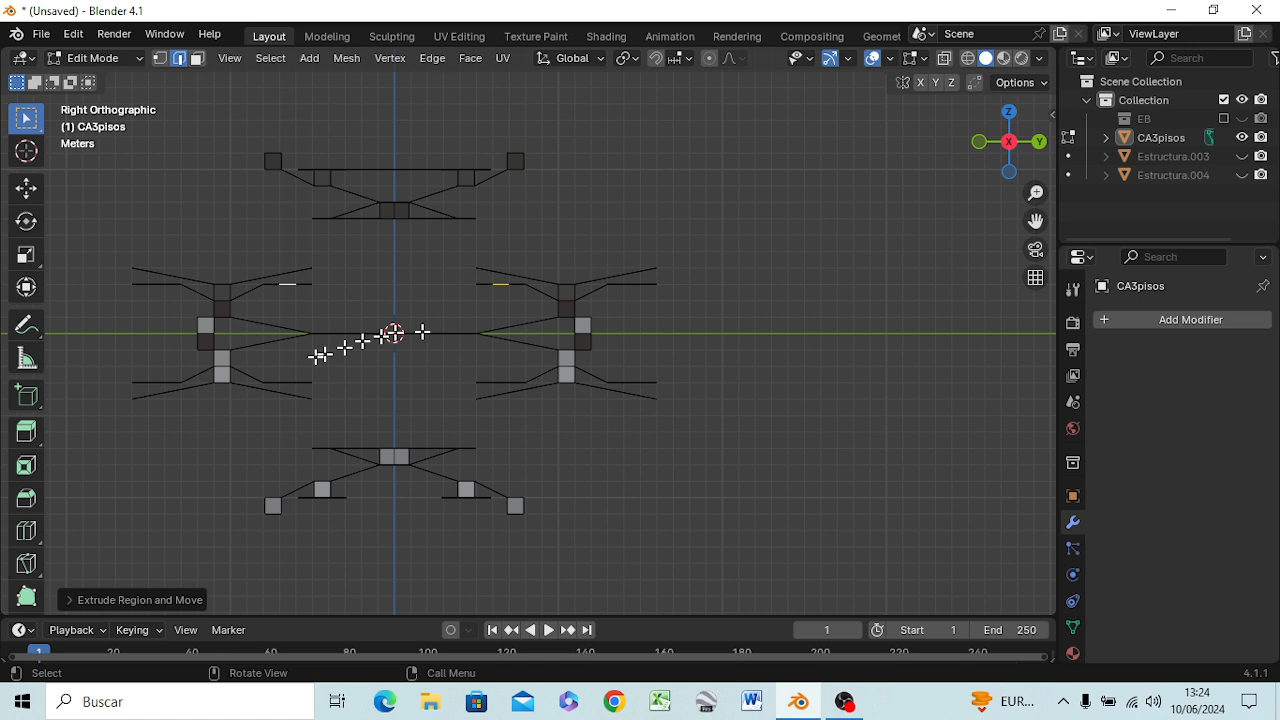 * (Unsaved) - Blender 4.1
File Edit Render Window Help Layout Modeling Sculpting UV Editing Texture Paint Shading Animation Rendering Compositing Geomet Scene ViewLayer
Edit Mode View Select Add Mesh Vertex Edge Face UV Global Search
X Y Z Options
Right Orthographic
(1) CA3pisos
Meters
Z
X
Y
Scene Collection
Collection
EB
CA3pisos
Estructura.003
Estructura.004
Search
CA3pisos
Add Modifier
Extrude Region and Move
Playback Keying View Marker 1 Start 1 End 250
1 20 40 60 80 100 120 140 160 180 200 220 240
Select Rotate View Call Menu 4.1.1
Buscar EUR... 13:24
10/06/2024